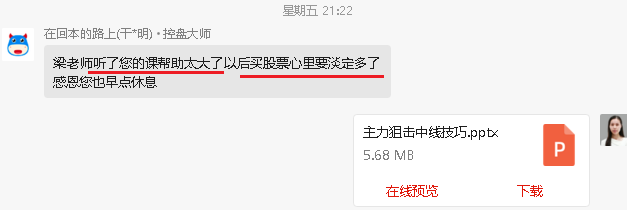 星期五 21:22
在回本的路上(干*明)·控盘大师
梁老师听了您的课帮助太大了以后买股票心里要淡定多了
感恩您也早点休息
主力狙击中线技巧.pptx
5.68 MB
P
在线预览 下载